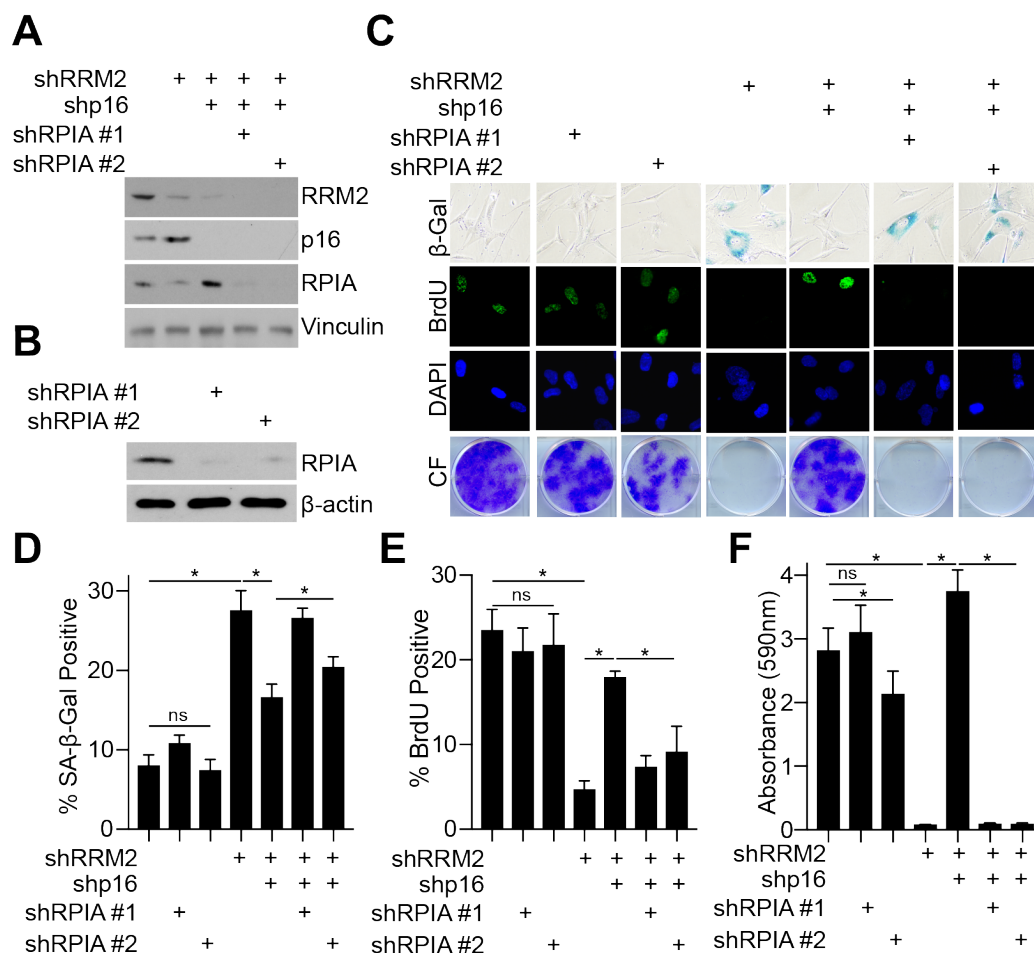 A
shRRM2 + + + +
shp16 + + +
shRPIA #1 +
shRPIA #2 +
RRM2
p16
RPIA
Vinculin
B
shRPIA #1 +
shRPIA #2 +
RPIA
β-actin
C
shRRM2 + + + +
shp16 + + +
shRPIA #1 + +
shRPIA #2 + +
β-Gal
BrdU
DAPI
CF
D
% SA-β-Gal Positive
30
20
10
0
* * * ns
shRRM2 + + + +
shp16 + + +
shRPIA #1 + +
shRPIA #2 + +
E
% BrdU Positive
30
20
10
0
* ns * *
shRRM2 + + + +
shp16 + + +
shRPIA #1 + +
shRPIA #2 + +
F
Absorbance (590nm)
4
3
2
1
0
* * * ns *
shRRM2 + + + +
shp16 + + +
shRPIA #1 + +
shRPIA #2 + +